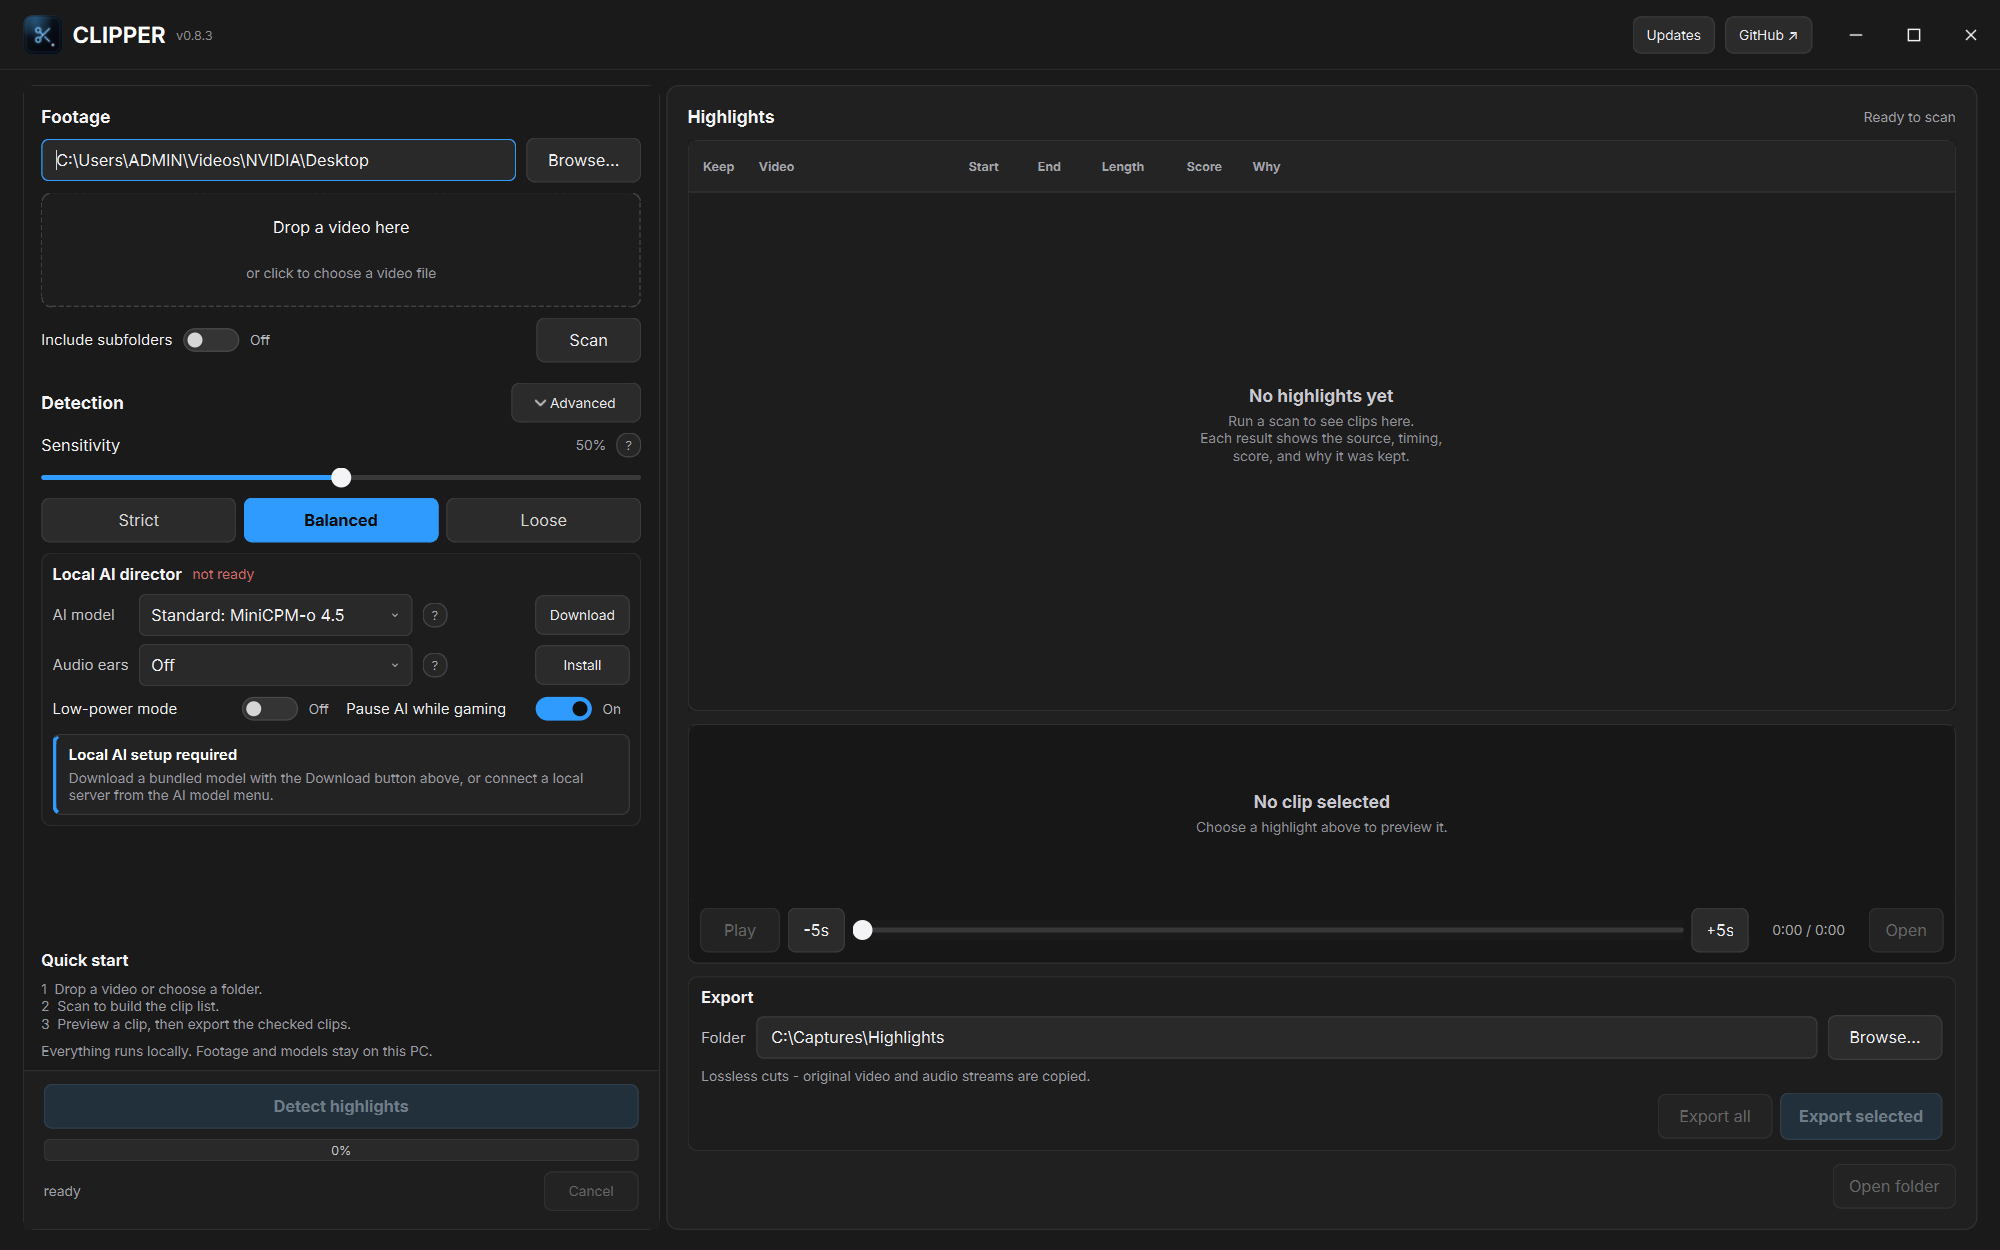 CLIPPER v0.8.3
Updates
GitHub ↗
Footage
C:\Users\ADMIN\Videos\NVIDIA\Desktop
Browse...
Drop a video here
or click to choose a video file
Include subfolders
Off
Scan
Detection
Advanced
Sensitivity
50%
?
Strict
Balanced
Loose
Local AI director not ready
AI model
Standard: MiniCPM-o 4.5
?
Download
Audio ears
Off
?
Install
Low-power mode
Off
Pause AI while gaming
On
Local AI setup required
Download a bundled model with the Download button above, or connect a local
server from the AI model menu.
Quick start
1 Drop a video or choose a folder.
2 Scan to build the clip list.
3 Preview a clip, then export the checked clips.
Everything runs locally. Footage and models stay on this PC.
Detect highlights
0%
ready
Cancel
Highlights
Ready to scan
Keep Video Start End Length Score Why
No highlights yet
Run a scan to see clips here.
Each result shows the source, timing,
score, and why it was kept.
No clip selected
Choose a highlight above to preview it.
Play
-5s
+5s
0:00 / 0:00
Open
Export
Folder
C:\Captures\Highlights
Browse...
Lossless cuts - original video and audio streams are copied.
Export all
Export selected
Open folder